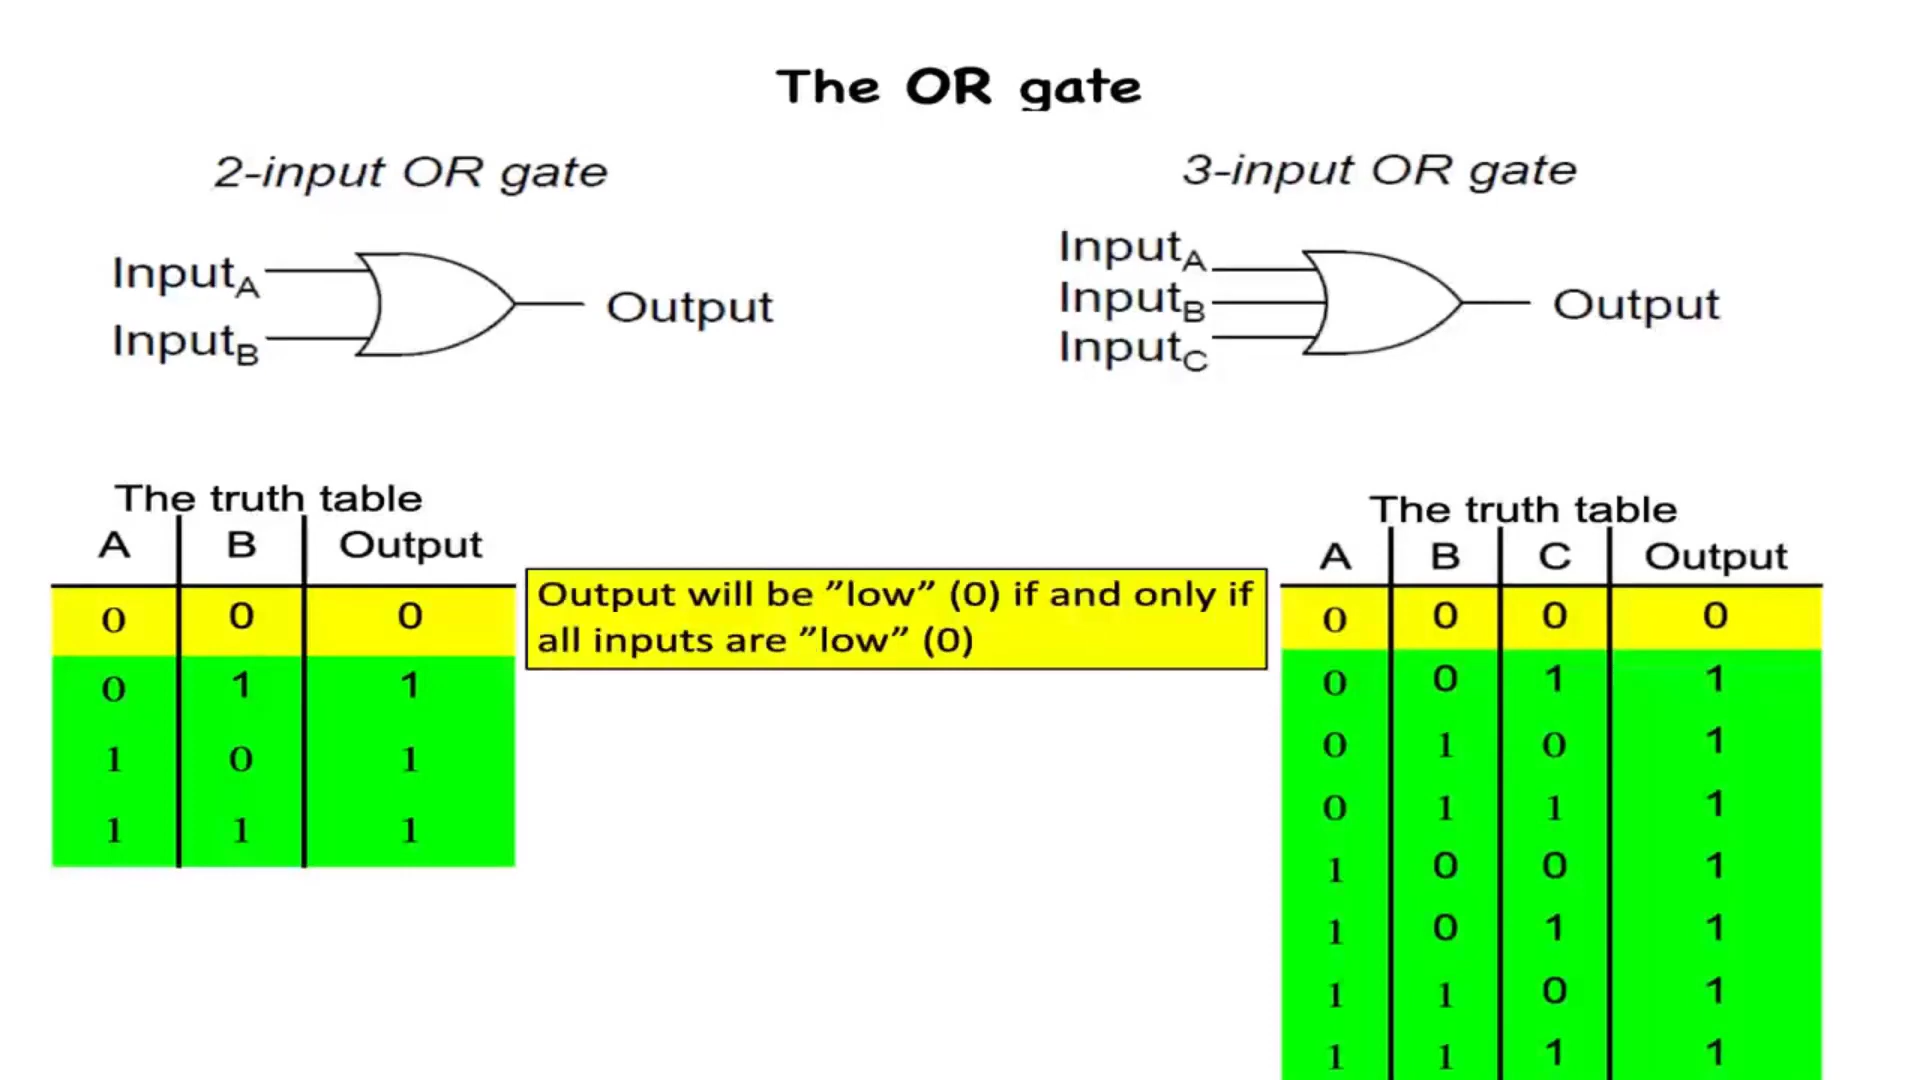 The OR gate
2-input OR gate
InputA
InputB
Output
3-input OR gate
InputA
InputB
InputC
Output
The truth table
A B Output
0 0 0
0 1 1
1 0 1
1 1 1
Output will be ”low” (0) if and only if
all inputs are ”low” (0)
The truth table
A B C Output
0 0 0 0
0 0 1 1
0 1 0 1
0 1 1 1
1 0 0 1
1 0 1 1
1 1 0 1
1 1 1 1